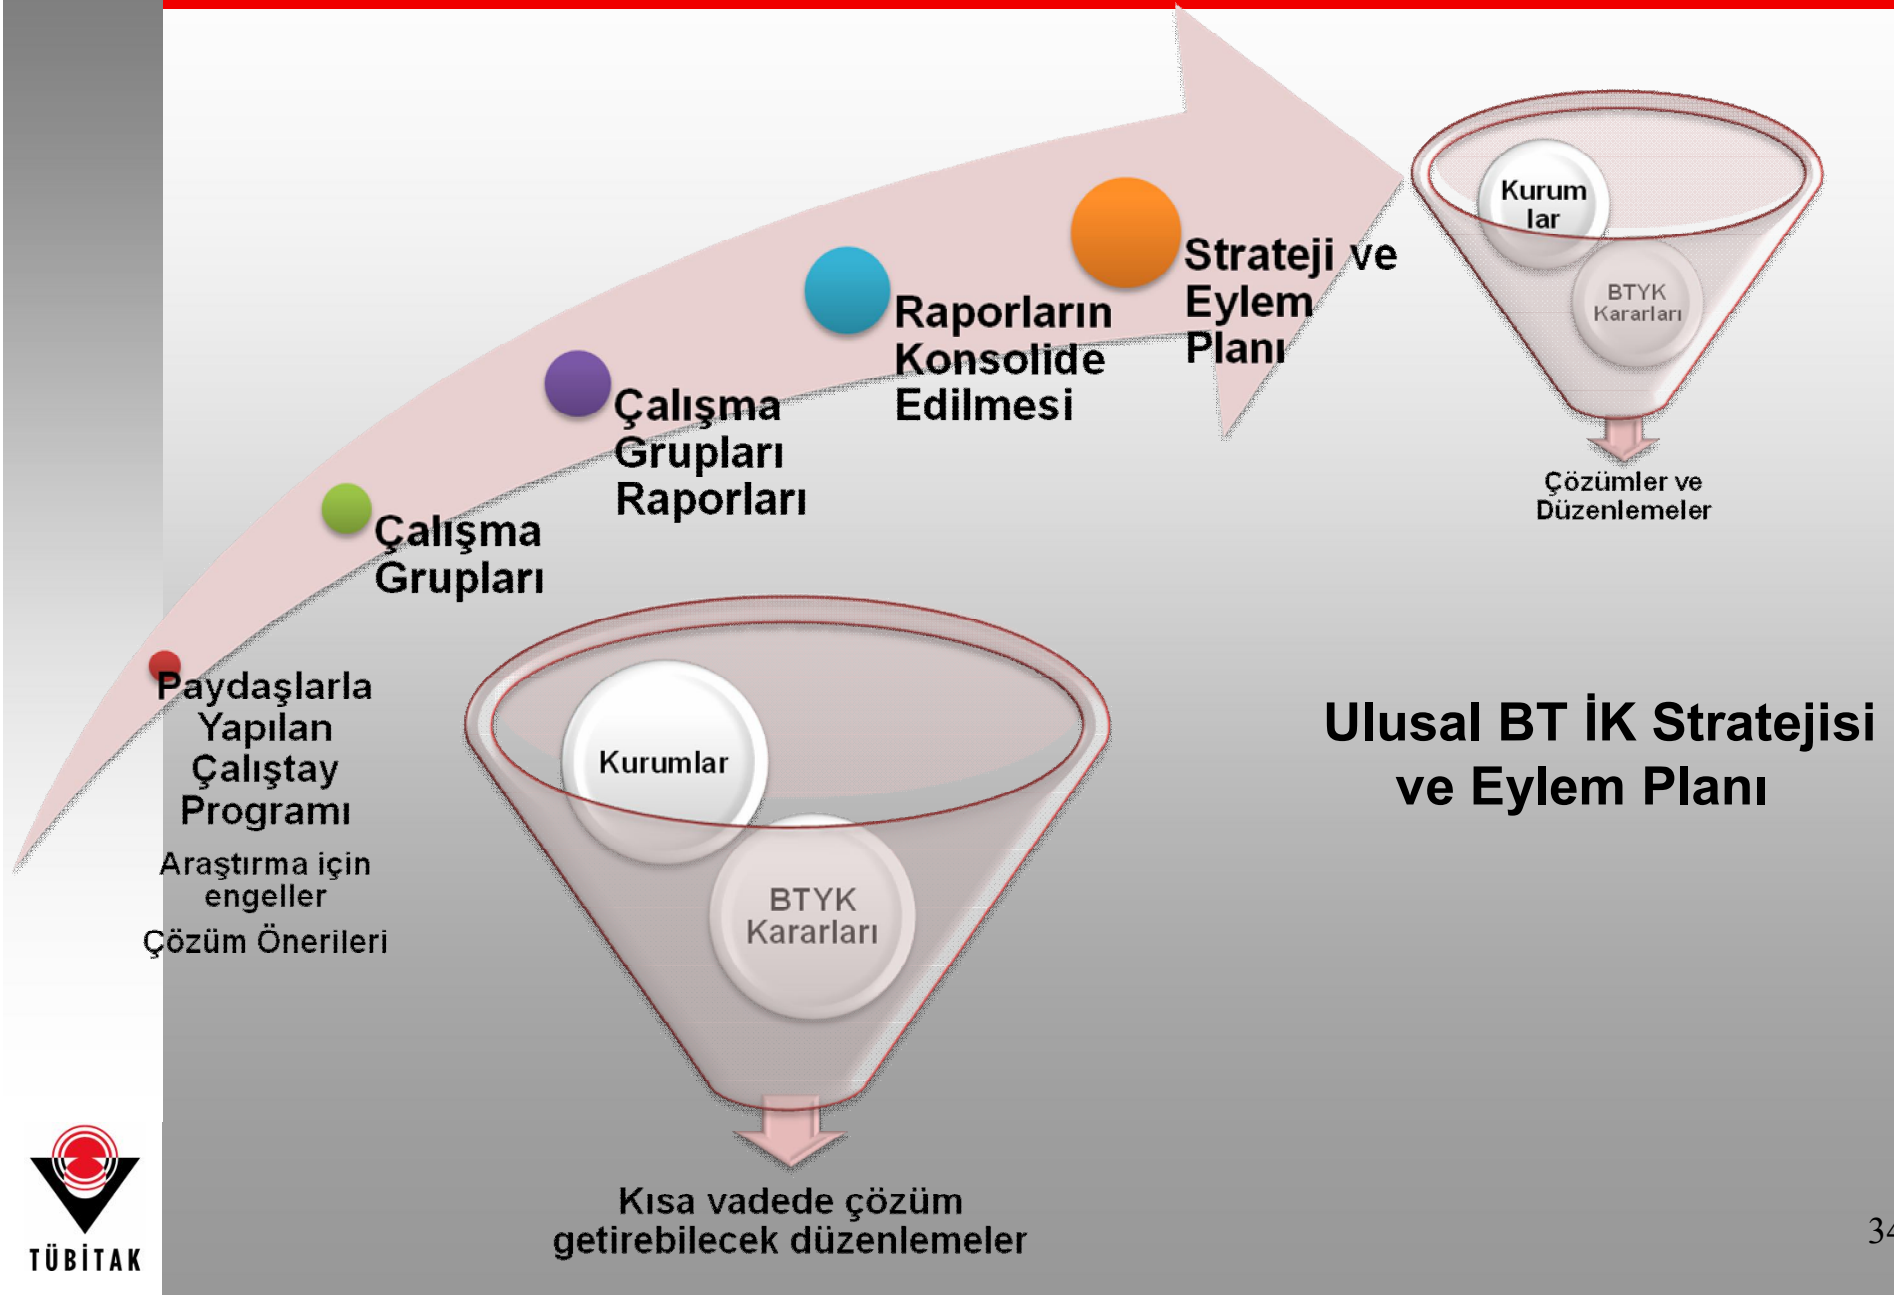 Kurum
lar
BTYK
Kararları
Çözümler ve
Düzenlemeler
Strateji ve
Eylem
Planı
Raporların
Konsolide
Edilmesi
Çalışma
Grupları
Raporları
Çalışma
Grupları
Paydaşlarla
Yapılan
Çalıştay
Programı
Araştırma için
engeller
Çözüm Önerileri
Kurumlar
BTYK
Kararları
Kısa vadede çözüm
getirebilecek düzenlemeler
Ulusal BT İK Stratejisi
ve Eylem Planı
TÜBİTAK
34